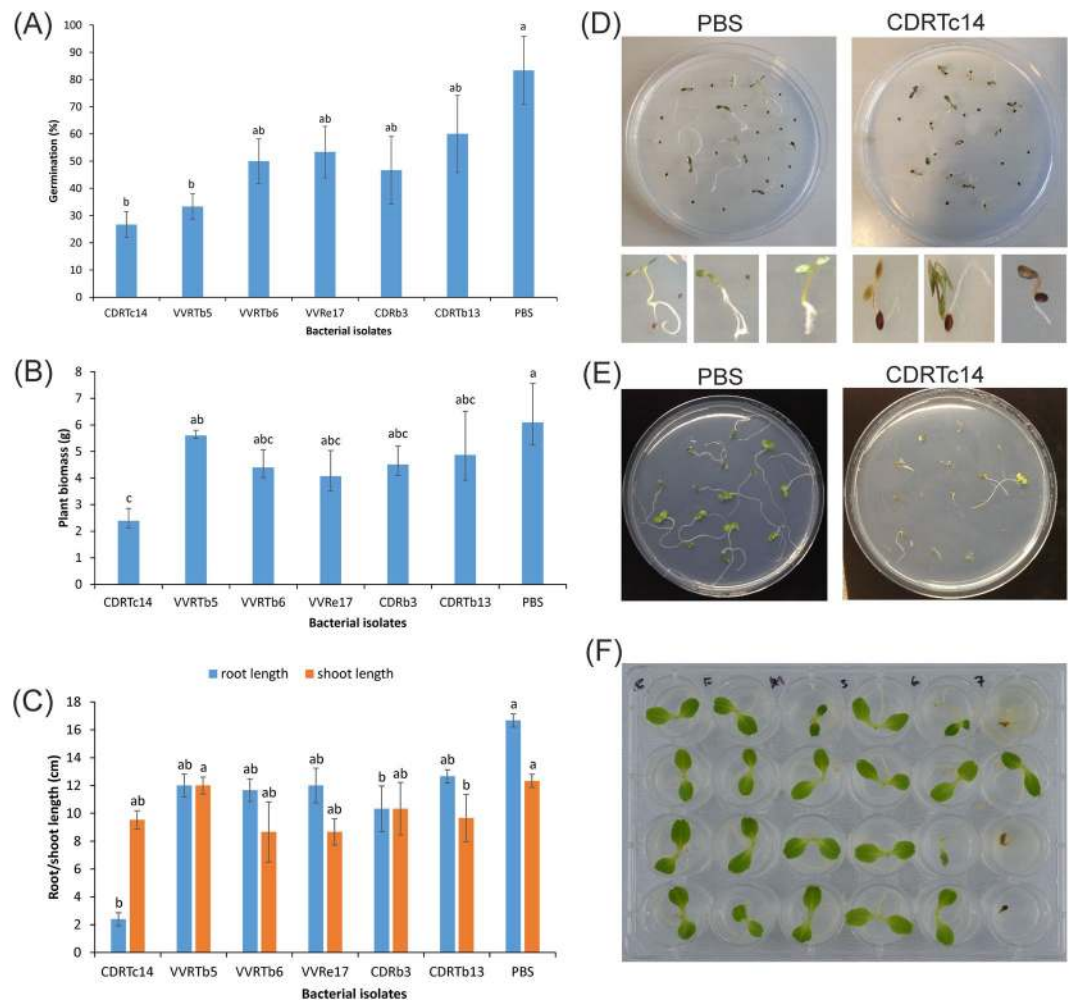 (A)
100
90
80
70
60
50
40
30
20
10
0
Germination (%)
b
b
ab
ab
ab
ab
a
CDRTc14 VVRTb5 VVRTb6 VVRe17 CDRb3 CDRTb13 PBS
Bacterial isolates
(B)
8
7
6
5
4
3
2
1
0
Plant biomass (g)
c
ab
abc
abc
abc
abc
a
CDRTc14 VVRTb5 VVRTb6 VVRe17 CDRb3 CDRTb13 PBS
Bacterial isolates
root length shoot length
(C)
18
16
14
12
10
8
6
4
2
0
Root/shoot length (cm)
b ab
ab a
ab ab
ab ab
b ab
ab b
a a
CDRTc14 VVRTb5 VVRTb6 VVRe17 CDRb3 CDRTb13 PBS
Bacterial isolates
(D)
PBS CDRTc14
(E)
PBS CDRTc14
(F)
5 6 7